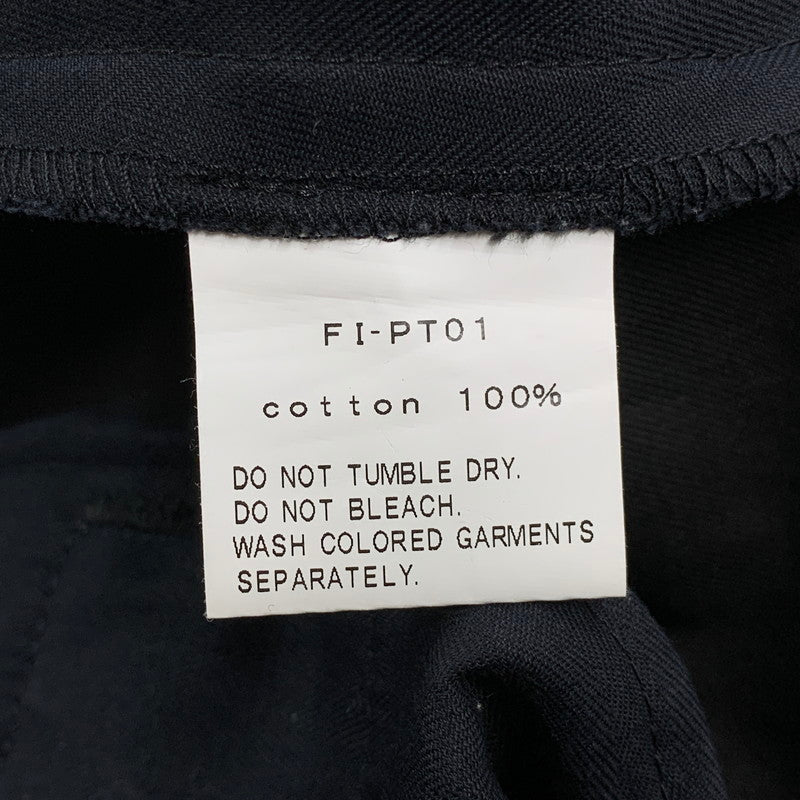 FI-PT01
cotton 100%
DO NOT TUMBLE DRY.
DO NOT BLEACH.
WASH COLORED GARMENTS
SEPARATELY.